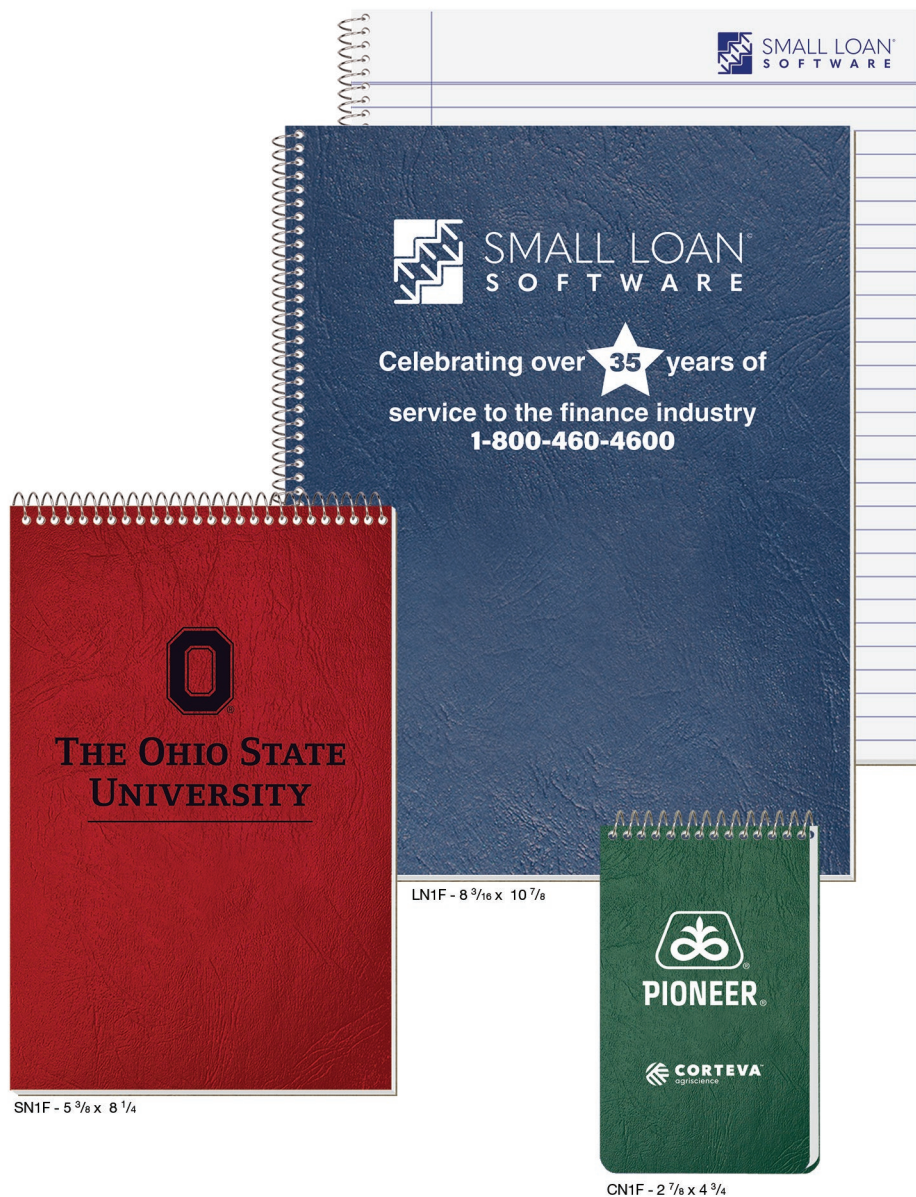 SMALL LOAN®
SOFTWARE
SMALL LOAN®
SOFTWARE
Celebrating over 35 years of
service to the finance industry
1-800-460-4600
LN1F - 8 3/16 x 10 7/8
O®
THE OHIO STATE
UNIVERSITY
SN1F - 5 3/8 x 8 1/4
®
PIONEER®
CORTEVA™
agriscience
CN1F - 2 7/8 x 4 3/4